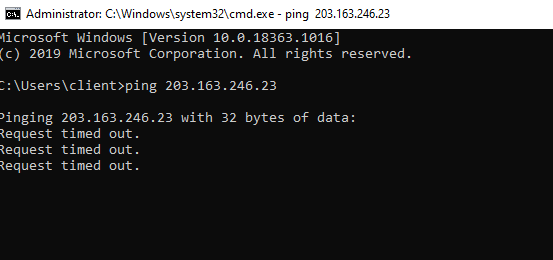 Administrator: C:\Windows\system32\cmd.exe - ping 203.163.246.23
Microsoft Windows [Version 10.0.18363.1016]
(c) 2019 Microsoft Corporation. All rights reserved.
C:\Users\client>ping 203.163.246.23
Pinging 203.163.246.23 with 32 bytes of data:
Request timed out.
Request timed out.
Request timed out.